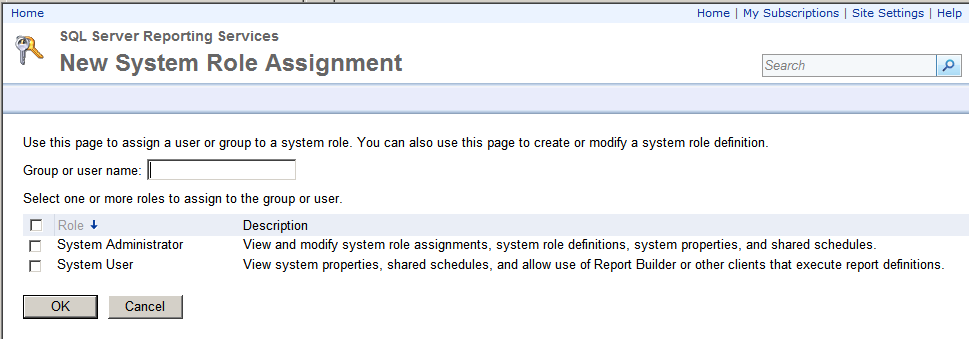 Home
Home | My Subscriptions | Site Settings | Help
SQL Server Reporting Services
New System Role Assignment
Search
Use this page to assign a user or group to a system role. You can also use this page to create or modify a system role definition.
Group or user name:
Select one or more roles to assign to the group or user.
Role Description
System Administrator View and modify system role assignments, system role definitions, system properties, and shared schedules.
System User View system properties, shared schedules, and allow use of Report Builder or other clients that execute report definitions.
OK Cancel